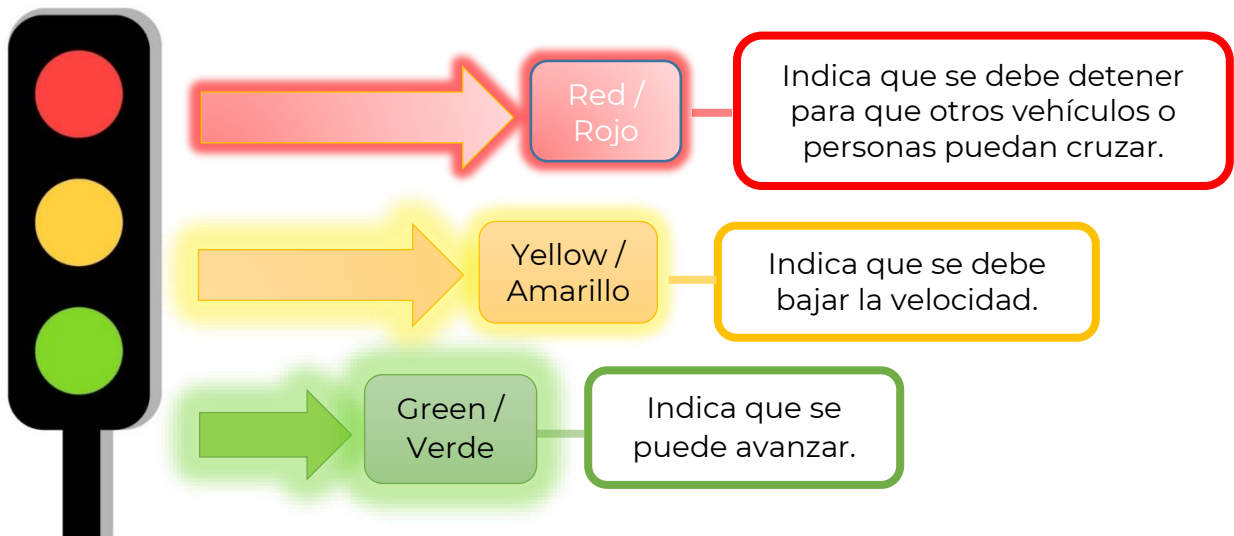 Red /
Rojo
Indica que se debe detener
para que otros vehículos o
personas puedan cruzar.
Yellow /
Amarillo
Indica que se debe
bajar la velocidad.
Green /
Verde
Indica que se
puede avanzar.